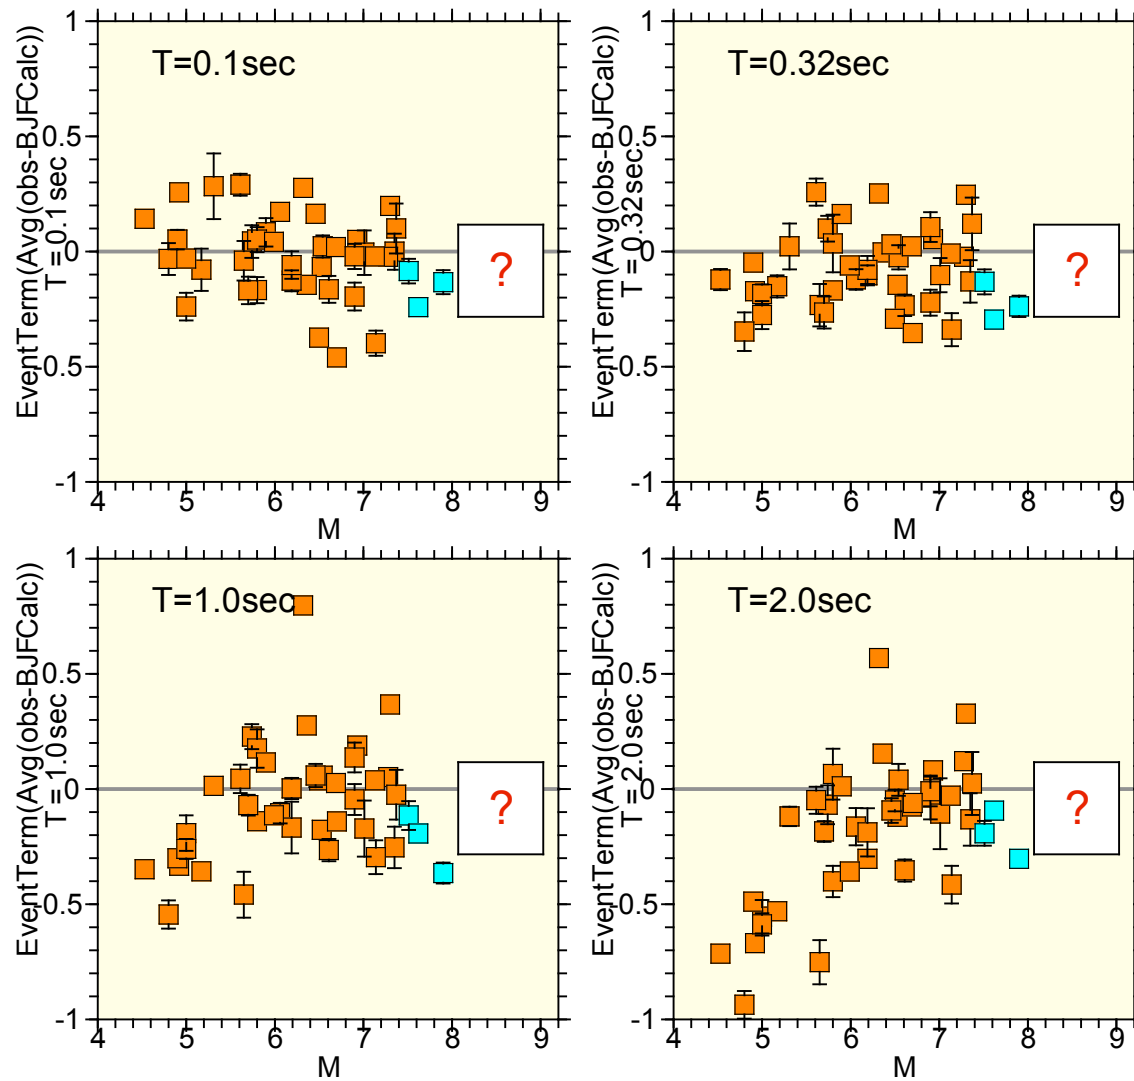 T=0.1sec
EventTerm(Avg(obs-BJFCalc))
T=0.1sec
1
0.5
0
-0.5
-1
4 5 6 7 8 9
M
?
T=0.32sec
EventTerm(Avg(obs-BJFCalc))
T=0.32sec
1
0.5
0
-0.5
-1
4 5 6 7 8 9
M
?
T=1.0sec
EventTerm(Avg(obs-BJFCalc))
T=1.0sec
1
0.5
0
-0.5
-1
4 5 6 7 8 9
M
?
T=2.0sec
EventTerm(Avg(obs-BJFCalc))
T=2.0sec
1
0.5
0
-0.5
-1
4 5 6 7 8 9
M
?